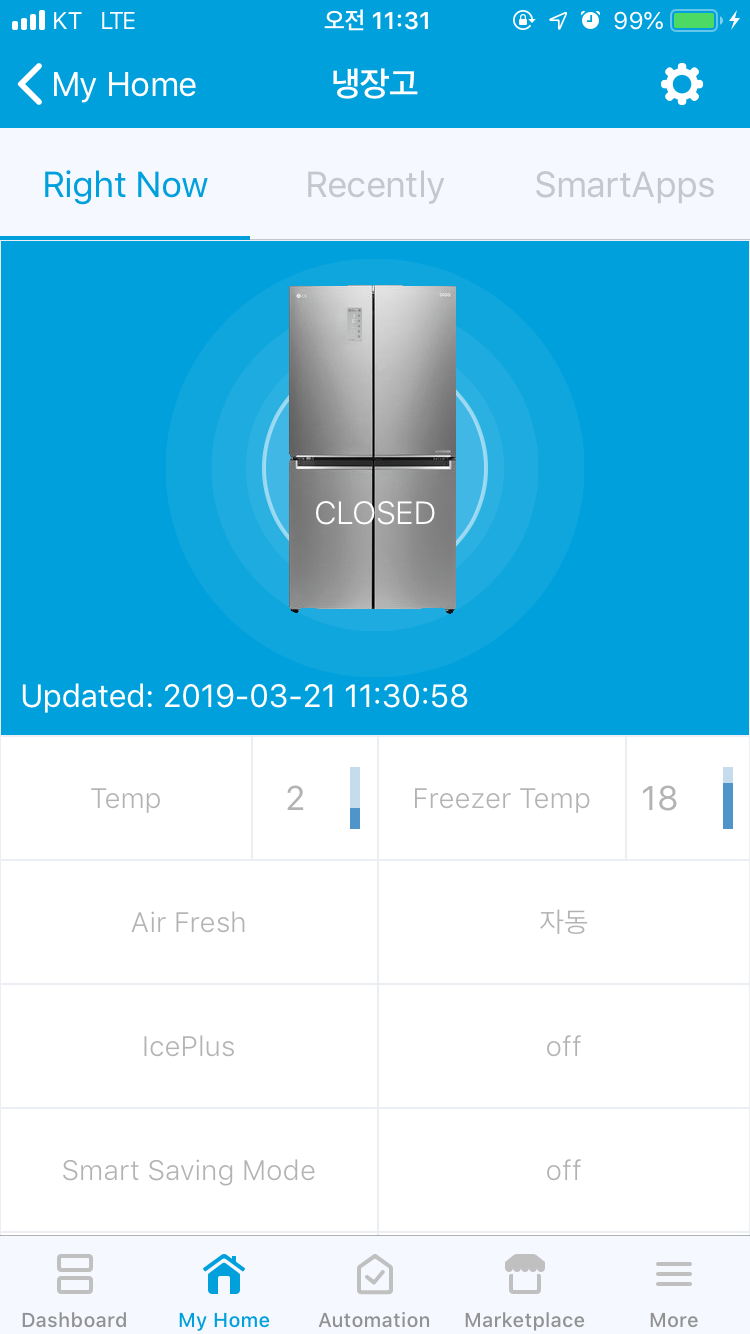 KT LTE 오전 11:31 99%
My Home 냉장고
Right Now Recently SmartApps
LG
CLOSED
Updated: 2019-03-21 11:30:58
Temp 2 Freezer Temp 18
Air Fresh 자동
IcePlus off
Smart Saving Mode off
Dashboard My Home Automation Marketplace More